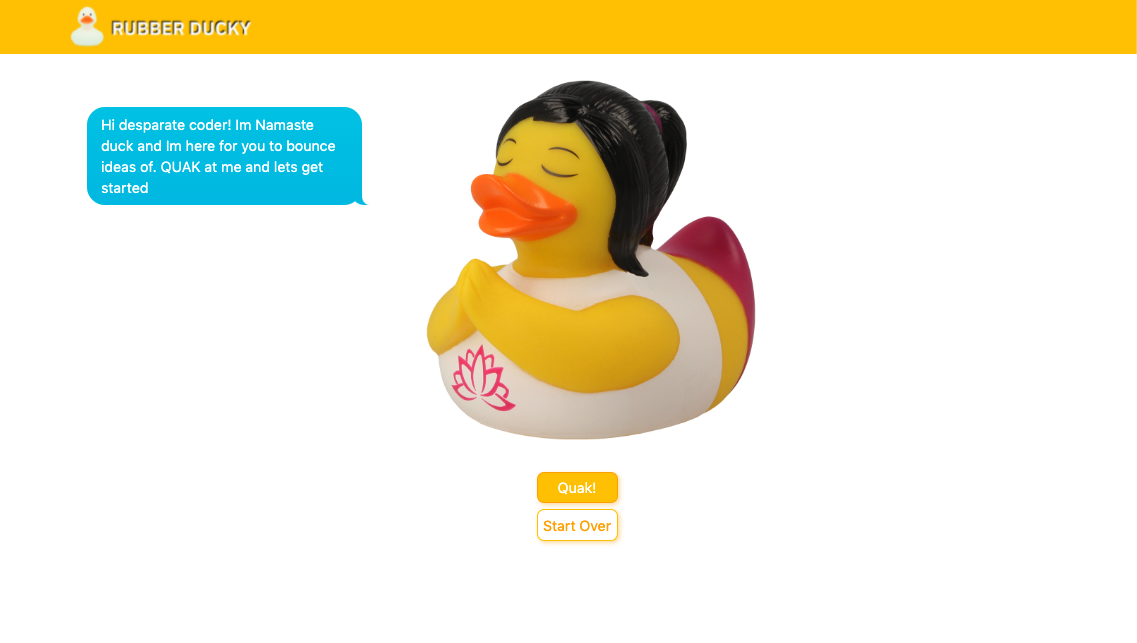 RUBBER DUCKY
Hi desparate coder! Im Namaste
duck and Im here for you to bounce
ideas of. QUAK at me and lets get
started
Quak!
Start Over